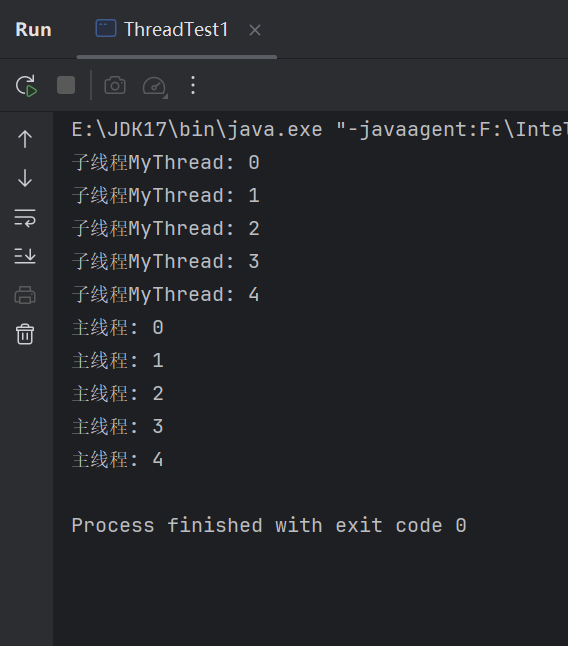 Run
ThreadTest1
E:\JDK17\bin\java.exe "-javaagent:F:\Intel
子线程MyThread: 0
子线程MyThread: 1
子线程MyThread: 2
子线程MyThread: 3
子线程MyThread: 4
主线程: 0
主线程: 1
主线程: 2
主线程: 3
主线程: 4
Process finished with exit code 0